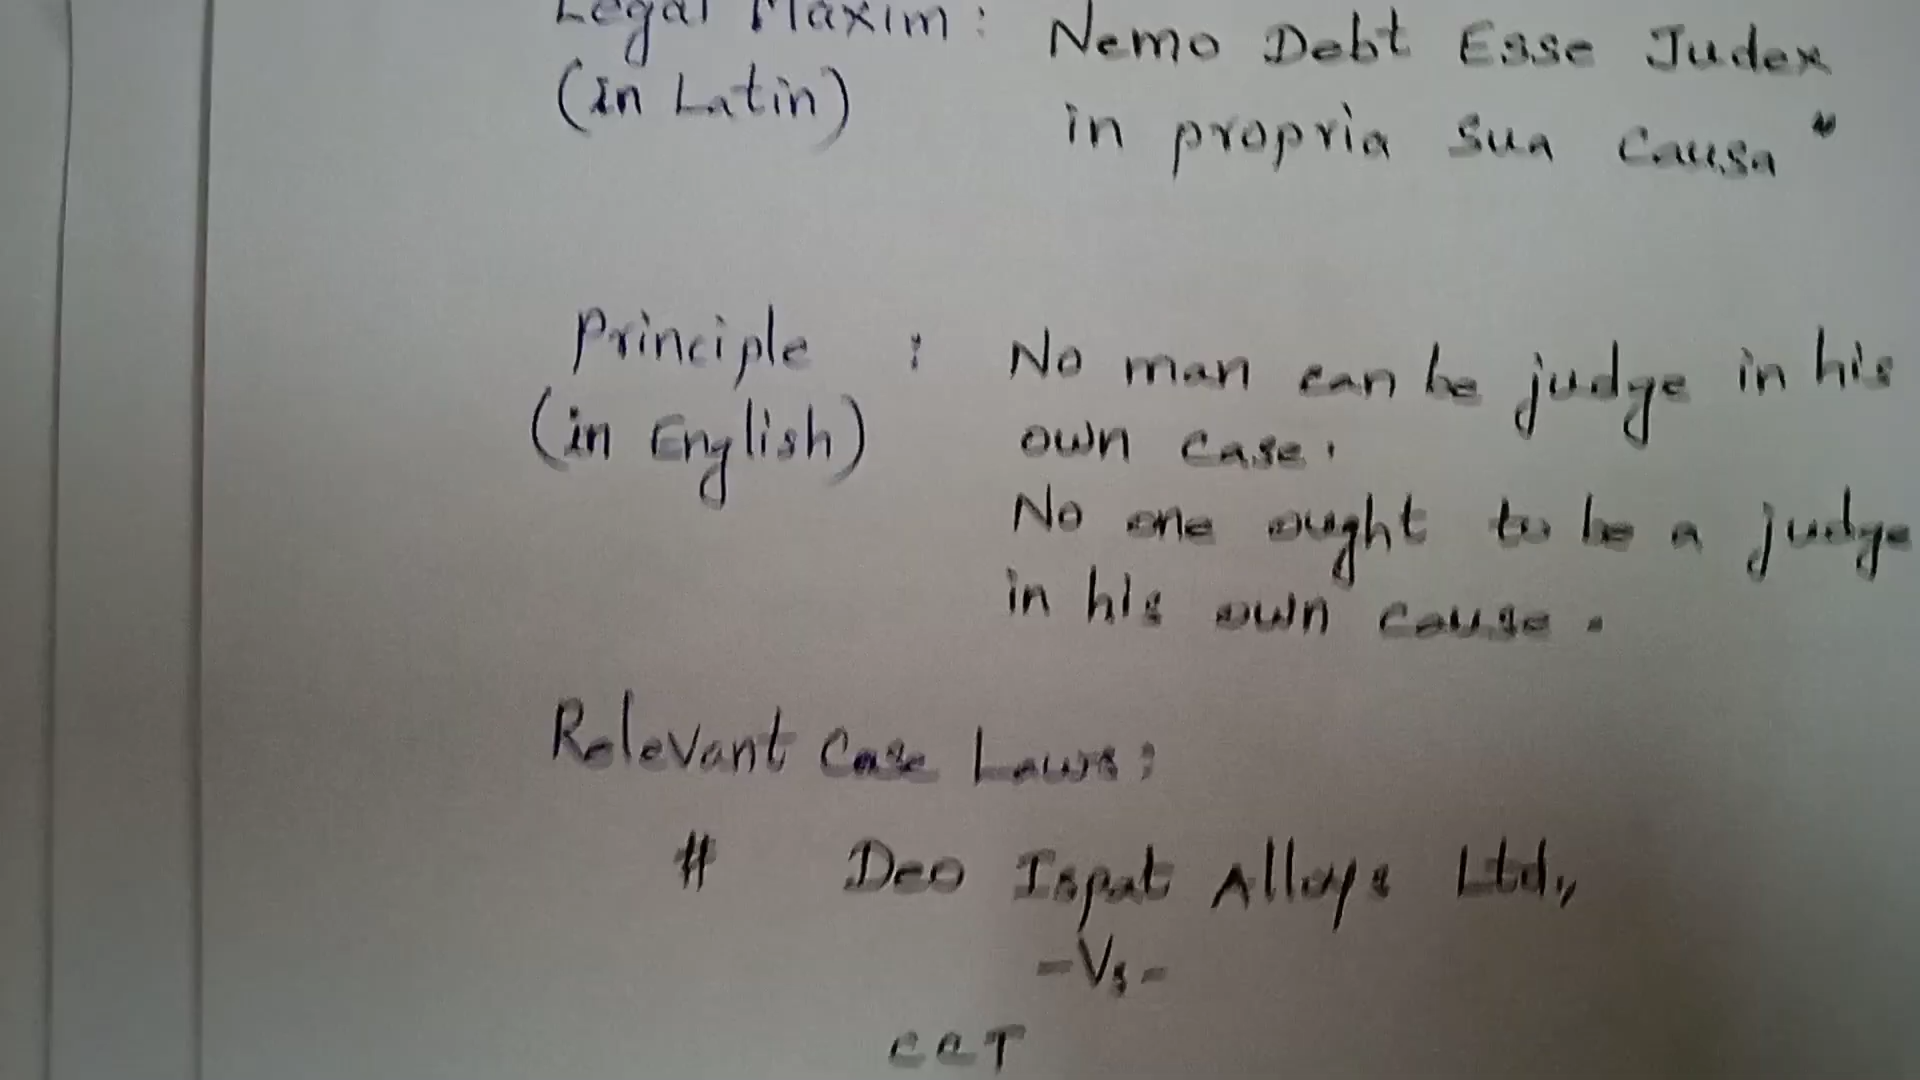 Legal Maxim: Nemo Debt Esse Judex
(in Latin) in propria sua causa"
Principle : No man can be judge in his
(in English) own case.
No one ought to be a judge
in his own cause.
Relevant Case Laws:
# Deo Ispat Alloys Ltd.,
-Vs-
CCT